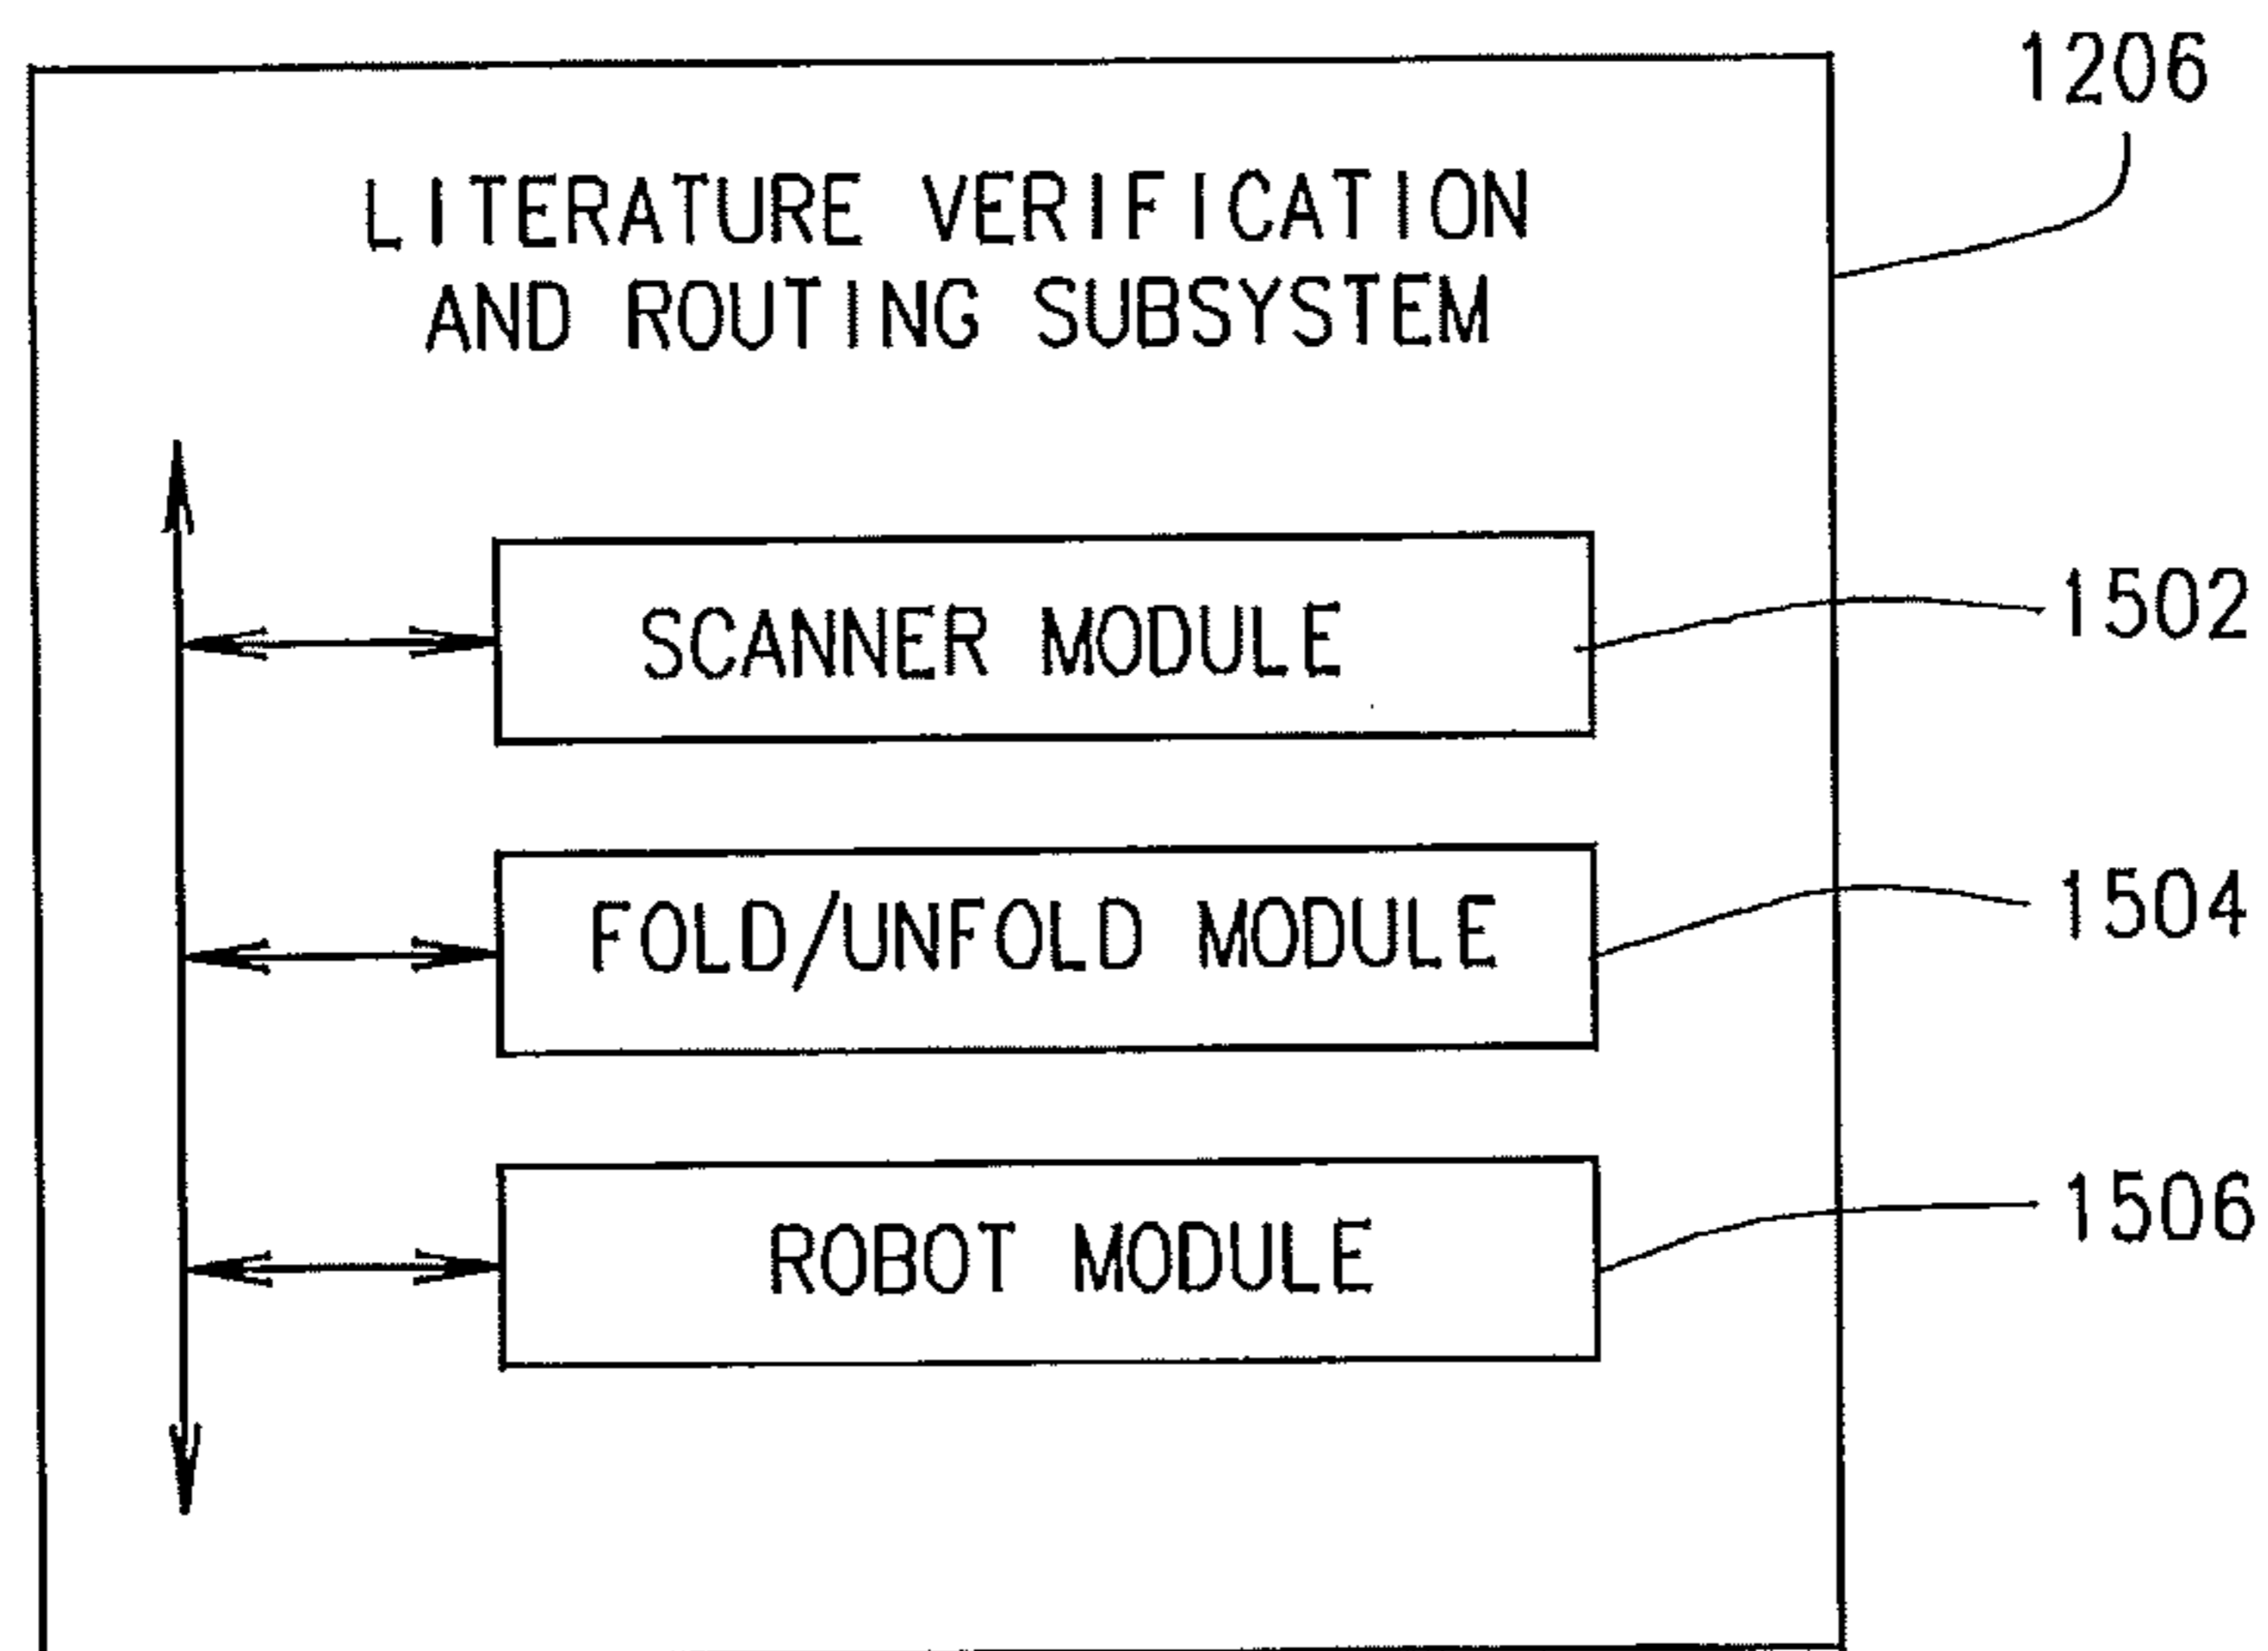 1206
LITERATURE VERIFICATION
AND ROUTING SUBSYSTEM
SCANNER MODULE
1502
FOLD/UNFOLD MODULE
1504
ROBOT MODULE
1506